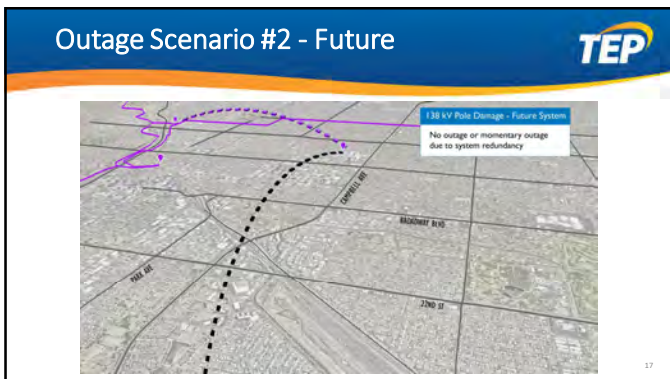 Outage Scenario #2 - Future
TEP
138 kV Pole Damage - Future System
No outage or momentary outage
due to system redundancy
CAMPBELL AVE
BROADWAY BLVD
PARK AVE
22ND ST
17